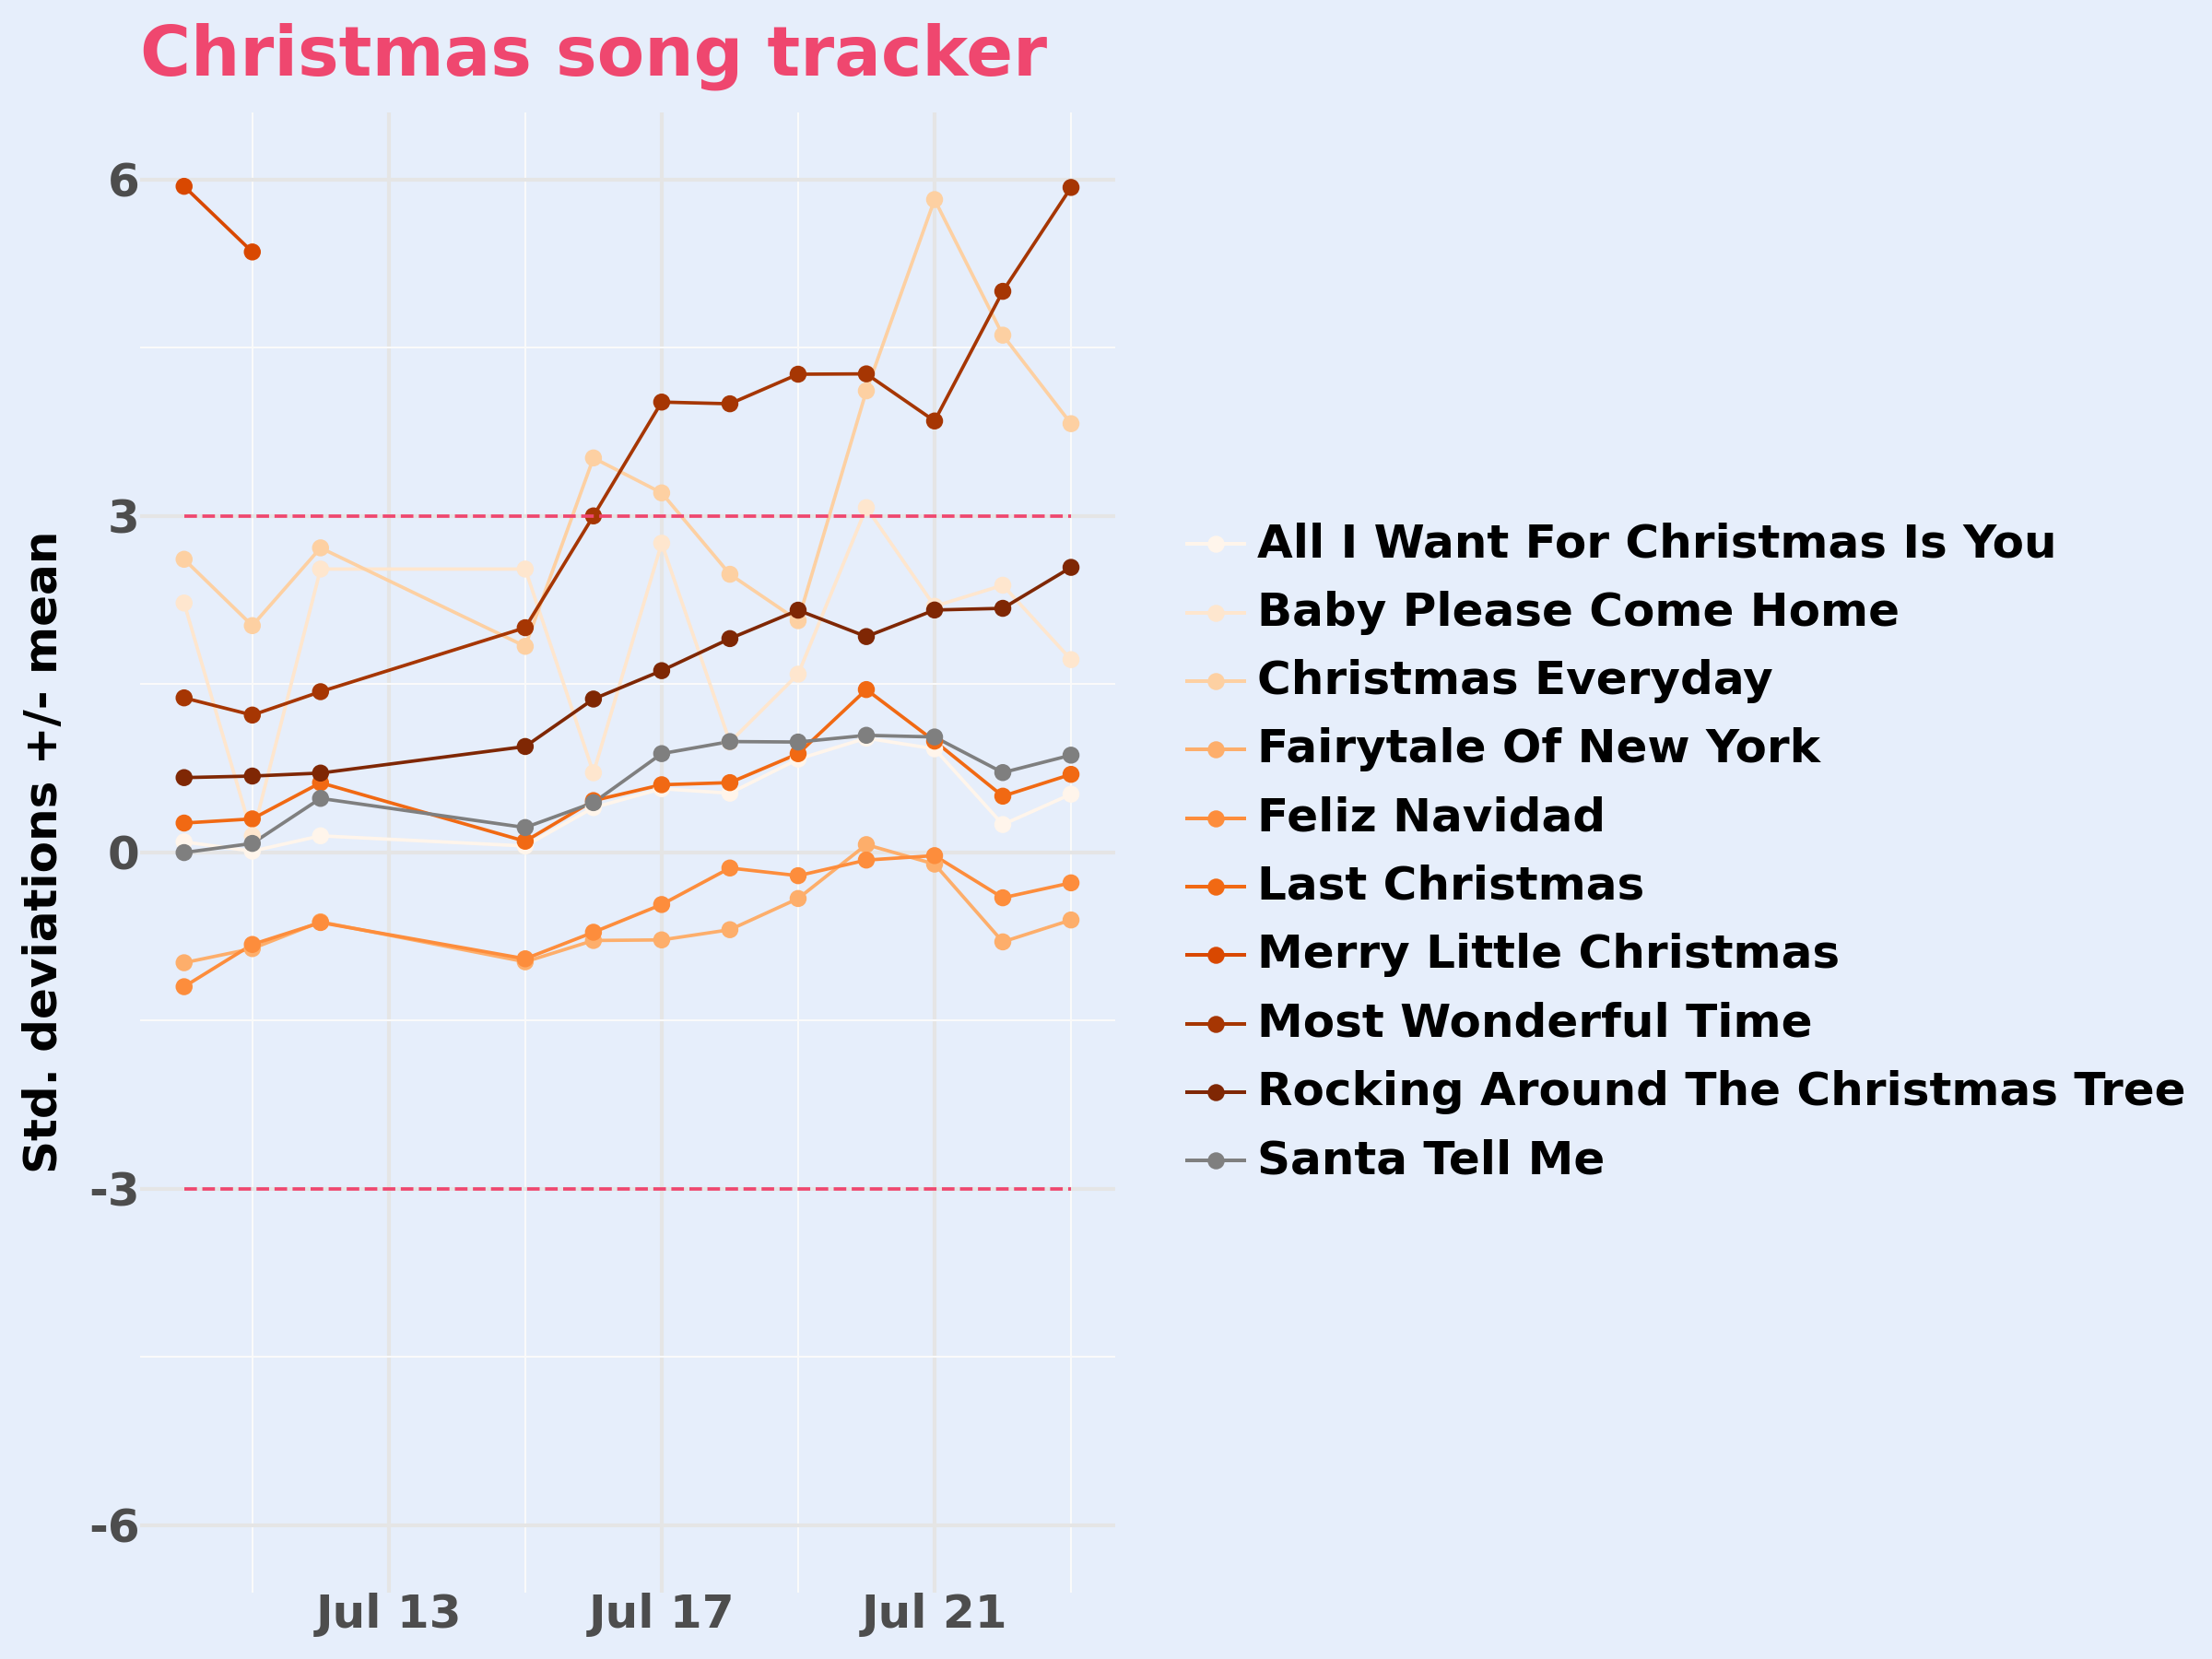 Christmas song tracker
Std. deviations +/- mean
6
3
0
-3
-6
Jul 13
Jul 17
Jul 21
All I Want For Christmas Is You
Baby Please Come Home
Christmas Everyday
Fairytale Of New York
Feliz Navidad
Last Christmas
Merry Little Christmas
Most Wonderful Time
Rocking Around The Christmas Tree
Santa Tell Me